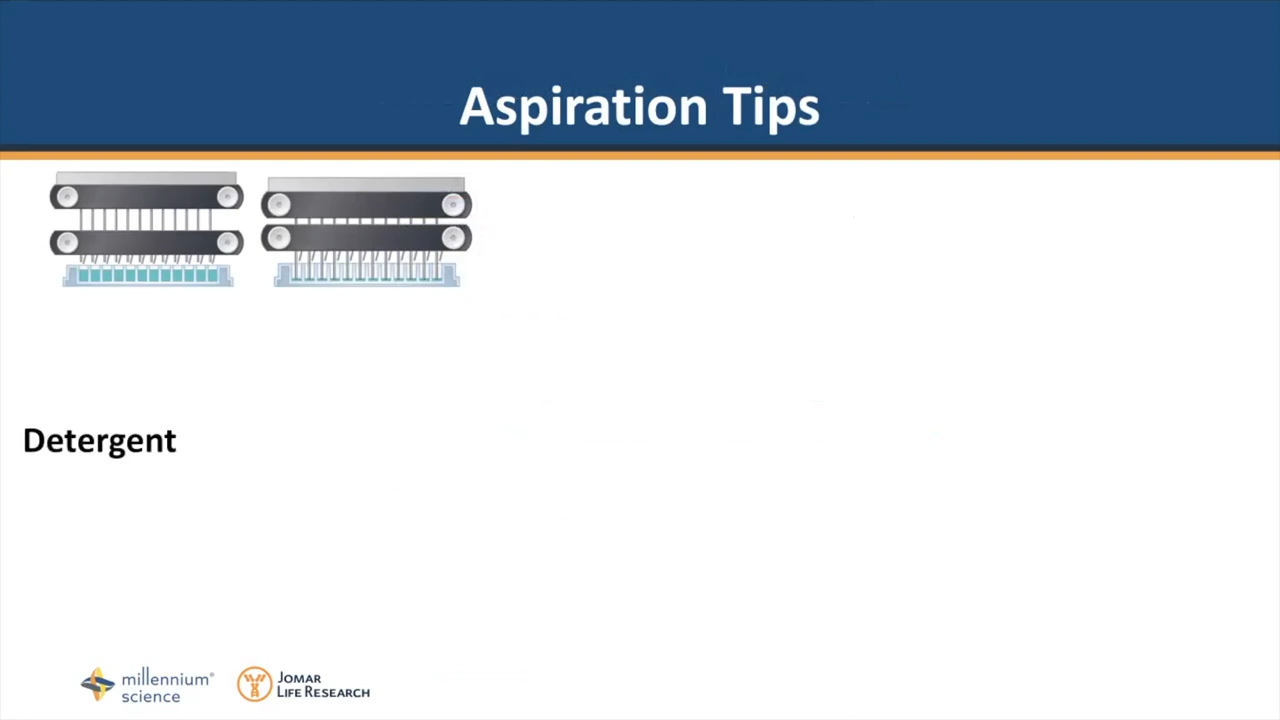 Aspiration Tips
Detergent
millennium®
science
JOMAR
LIFE RESEARCH